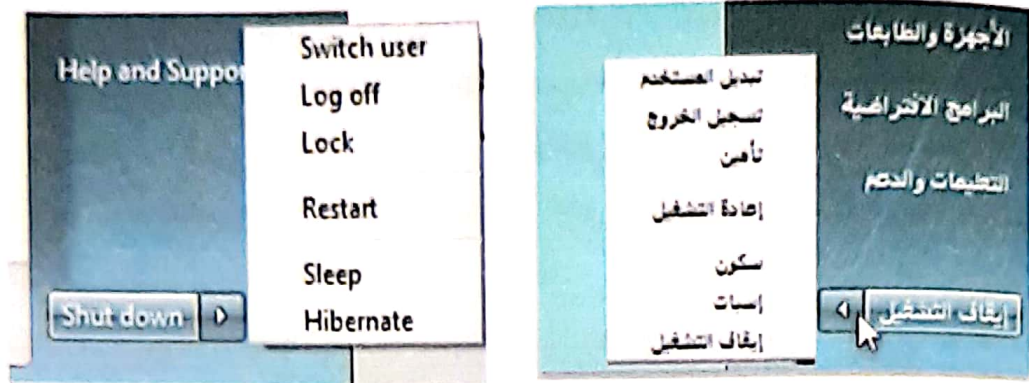 Help and Suppo
Switch user
Log off
Lock
Restart
Sleep
Hibernate
Shut down
الأجهزة والطابعات
البرامج الافتراضية
التعليمات والدعم
تبديل المستخدم
تسجيل الخروج
تأمين
إعادة التشغيل
سكون
إسبات
إيقاف التشغيل
إيقاف التشغيل